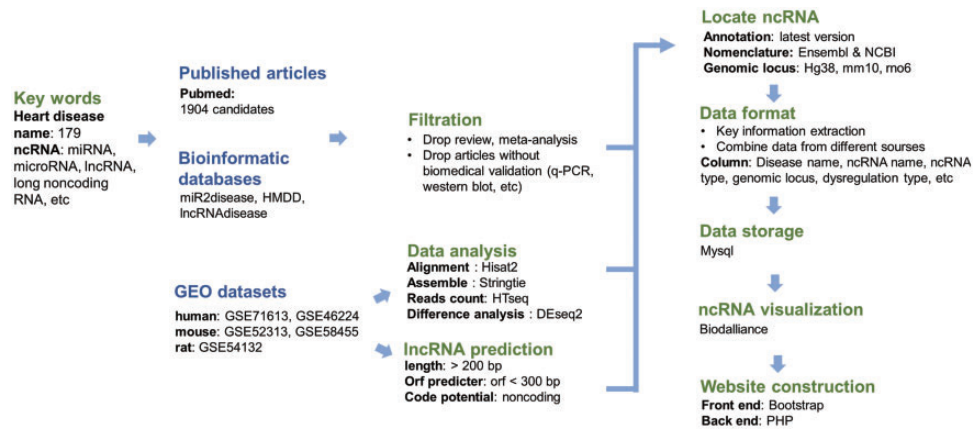 Key words
Heart disease
name: 179
ncRNA: miRNA,
microRNA, lncRNA,
long noncoding
RNA, etc
Published articles
Pubmed:
1904 candidates
Bioinformatic
databases
miR2disease, HMDD,
lncRNAdisease
GEO datasets
human: GSE71613, GSE46224
mouse: GSE52313, GSE58455
rat: GSE54132
Filtration
• Drop review, meta-analysis
• Drop articles without
biomedical validation (q-PCR,
western blot, etc)
Data analysis
Alignment : Hisat2
Assemble : Stringtie
Reads count: HTseq
Difference analysis : DEseq2
lncRNA prediction
length: > 200 bp
Orf predicter: orf < 300 bp
Code potential: noncoding
Locate ncRNA
Annotation: latest version
Nomenclature: Ensembl & NCBI
Genomic locus: Hg38, mm10, mo6
Data format
• Key information extraction
• Combine data from different sourses
Column: Disease name, ncRNA name, ncRNA
type, genomic locus, dysregulation type, etc
Data storage
Mysql
ncRNA visualization
Biodalliance
Website construction
Front end: Bootstrap
Back end: PHP